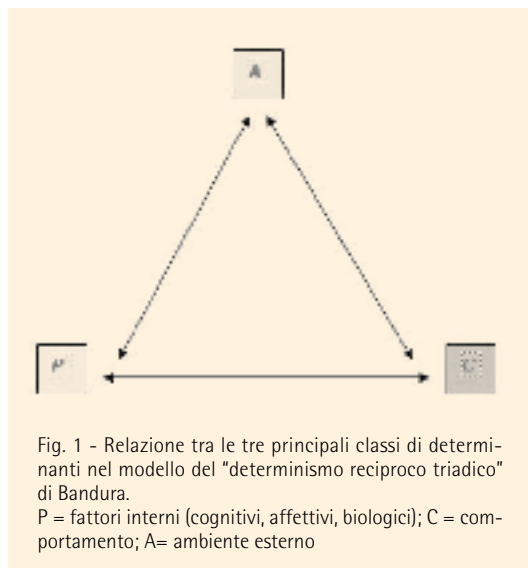 A
P C
Fig. 1 - Relazione tra le tre principali classi di determi-
nanti nel modello del "determinismo reciproco triadico"
di Bandura.
P = fattori interni (cognitivi, affettivi, biologici); C = com-
portamento; A= ambiente esterno